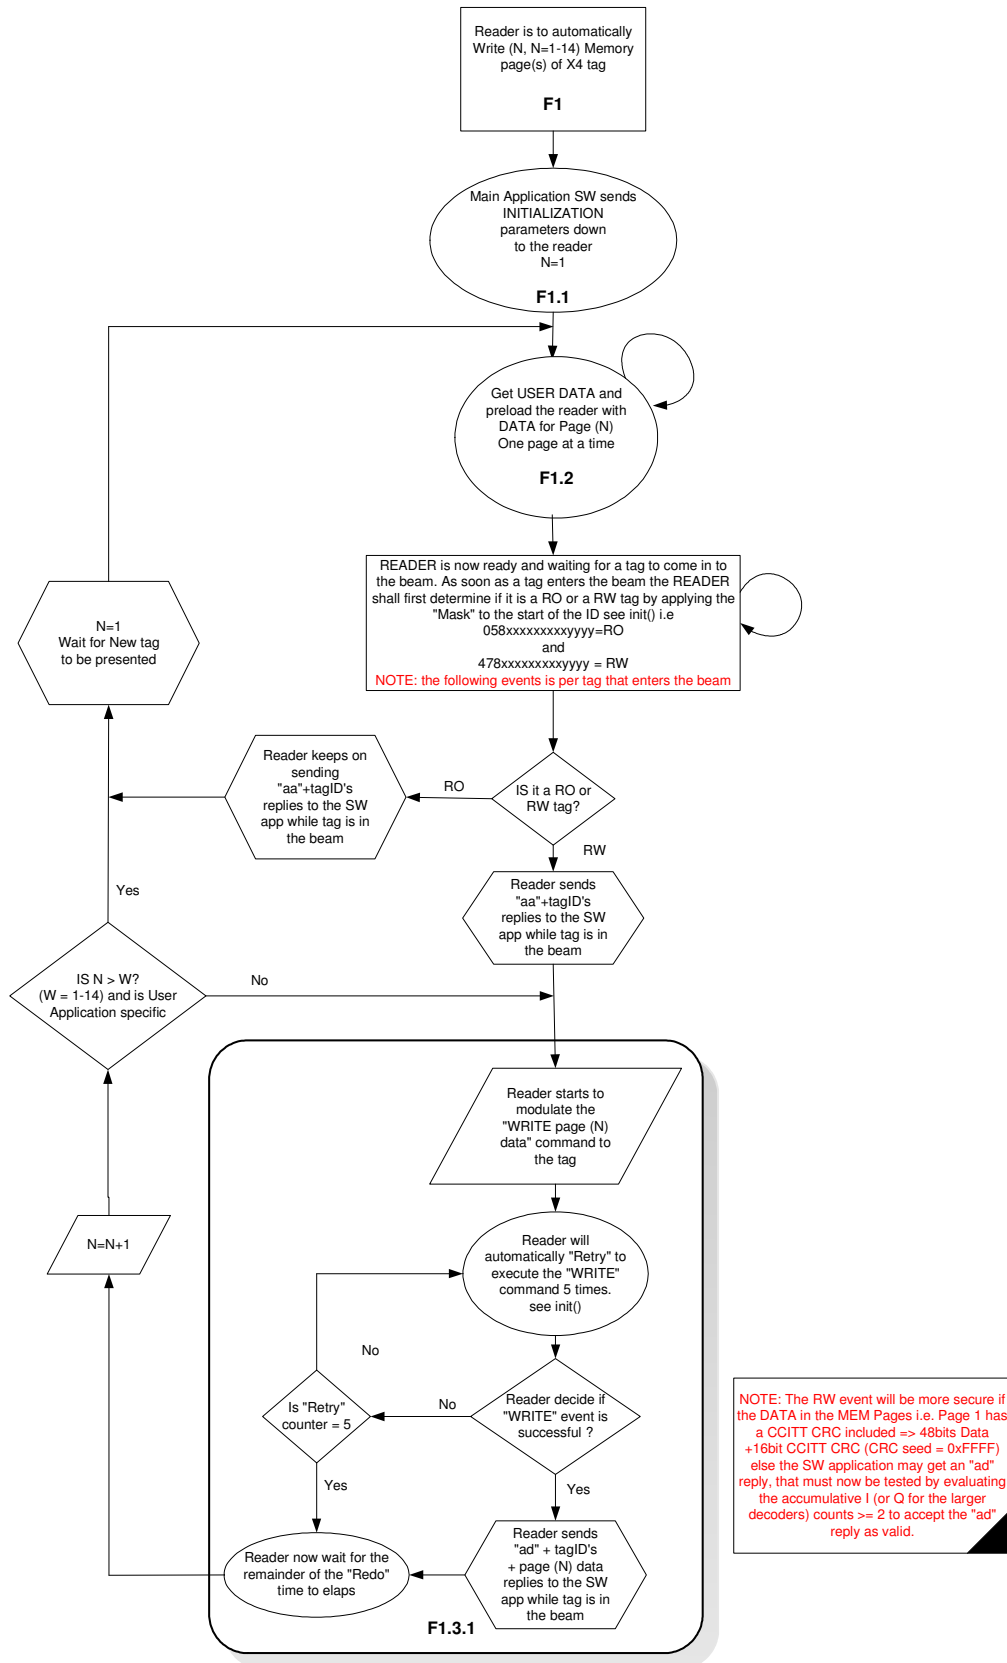 Reader is to automatically
Write (N, N=1-14) Memory
page(s) of X4 tag
F1
Main Application SW sends
INITIALIZATION
parameters down
to the reader
N=1
F1.1
Get USER DATA and
preload the reader with
DATA for Page (N)
One page at a time
F1.2
READER is now ready and waiting for a tag to come in to
the beam. As soon as a tag enters the beam the READER
shall first determine if it is a RO or a RW tag by applying the
"Mask" to the start of the ID see init() i.e
058xxxxxxxxxyyyy=RO
and
478xxxxxxxxxyyyy = RW
NOTE: the following events is per tag that enters the beam
N=1
Wait for New tag
to be presented
Reader keeps on
sending
"aa"+tagID's
replies to the SW
app while tag is in
the beam
RO
IS it a RO or
RW tag?
RW
Reader sends
"aa"+tagID's
replies to the SW
app while tag is in
the beam
Yes
IS N > W?
(W = 1-14) and is User
Application specific
No
Reader starts to
modulate the
"WRITE page (N)
data" command to
the tag
N=N+1
Reader will
automatically "Retry" to
execute the "WRITE"
command 5 times.
see init()
No
Is "Retry"
counter = 5
No
Reader decide if
"WRITE" event is
successful ?
Yes
Yes
Reader now wait for the
remainder of the "Redo"
time to elaps
Reader sends
"ad" + tagID's
+ page (N) data
replies to the SW
app while tag is in
the beam
F1.3.1
NOTE: The RW event will be more secure if
the DATA in the MEM Pages i.e. Page 1 has
a CCITT CRC included => 48bits Data
+16bit CCITT CRC (CRC seed = 0xFFFF)
else the SW application may get an "ad"
reply, that must now be tested by evaluating
the accumulative I (or Q for the larger
decoders) counts >= 2 to accept the "ad"
reply as valid.